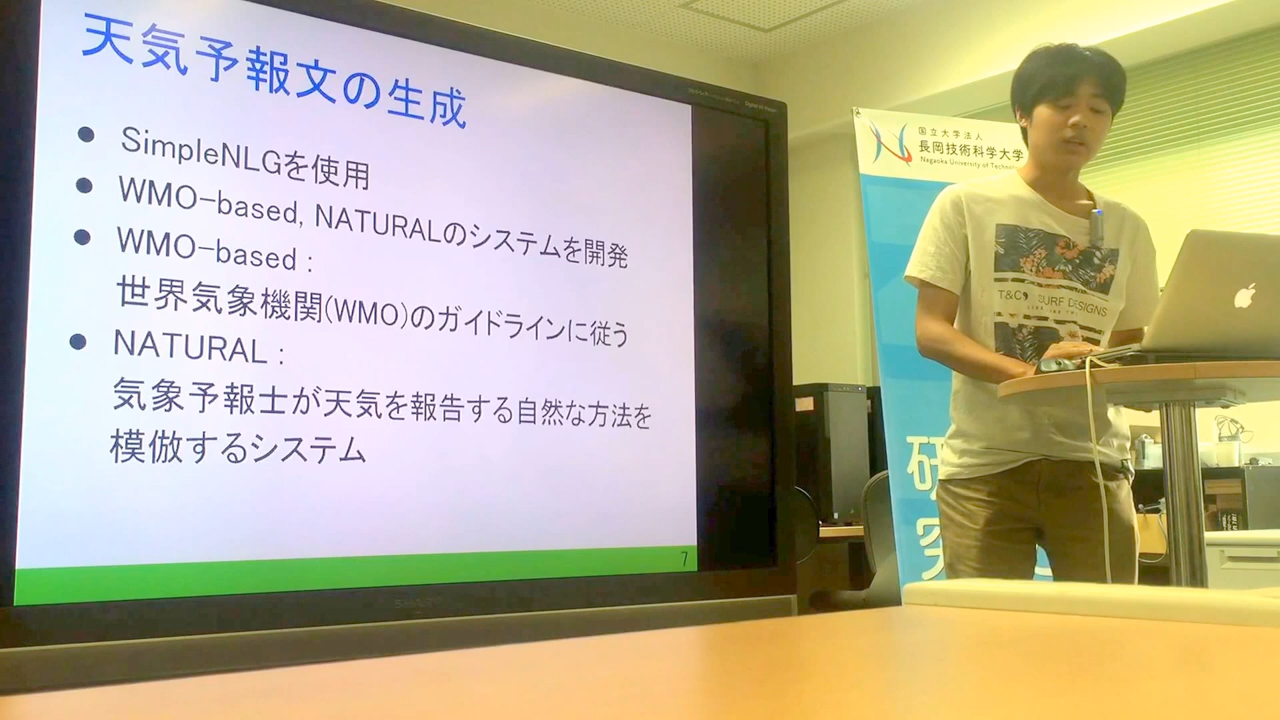 天気予報文の生成
● SimpleNLGを使用
● WMO-based, NATURALのシステムを開発
● WMO-based :
世界気象機関(WMO)のガイドラインに従う
● NATURAL :
気象予報士が天気を報告する自然な方法を
模倣するシステム
7
SHARP
国立大学法人
長岡技術科学大学
Nagaoka University of Technology
T&C SURF DESIGNS
研
究